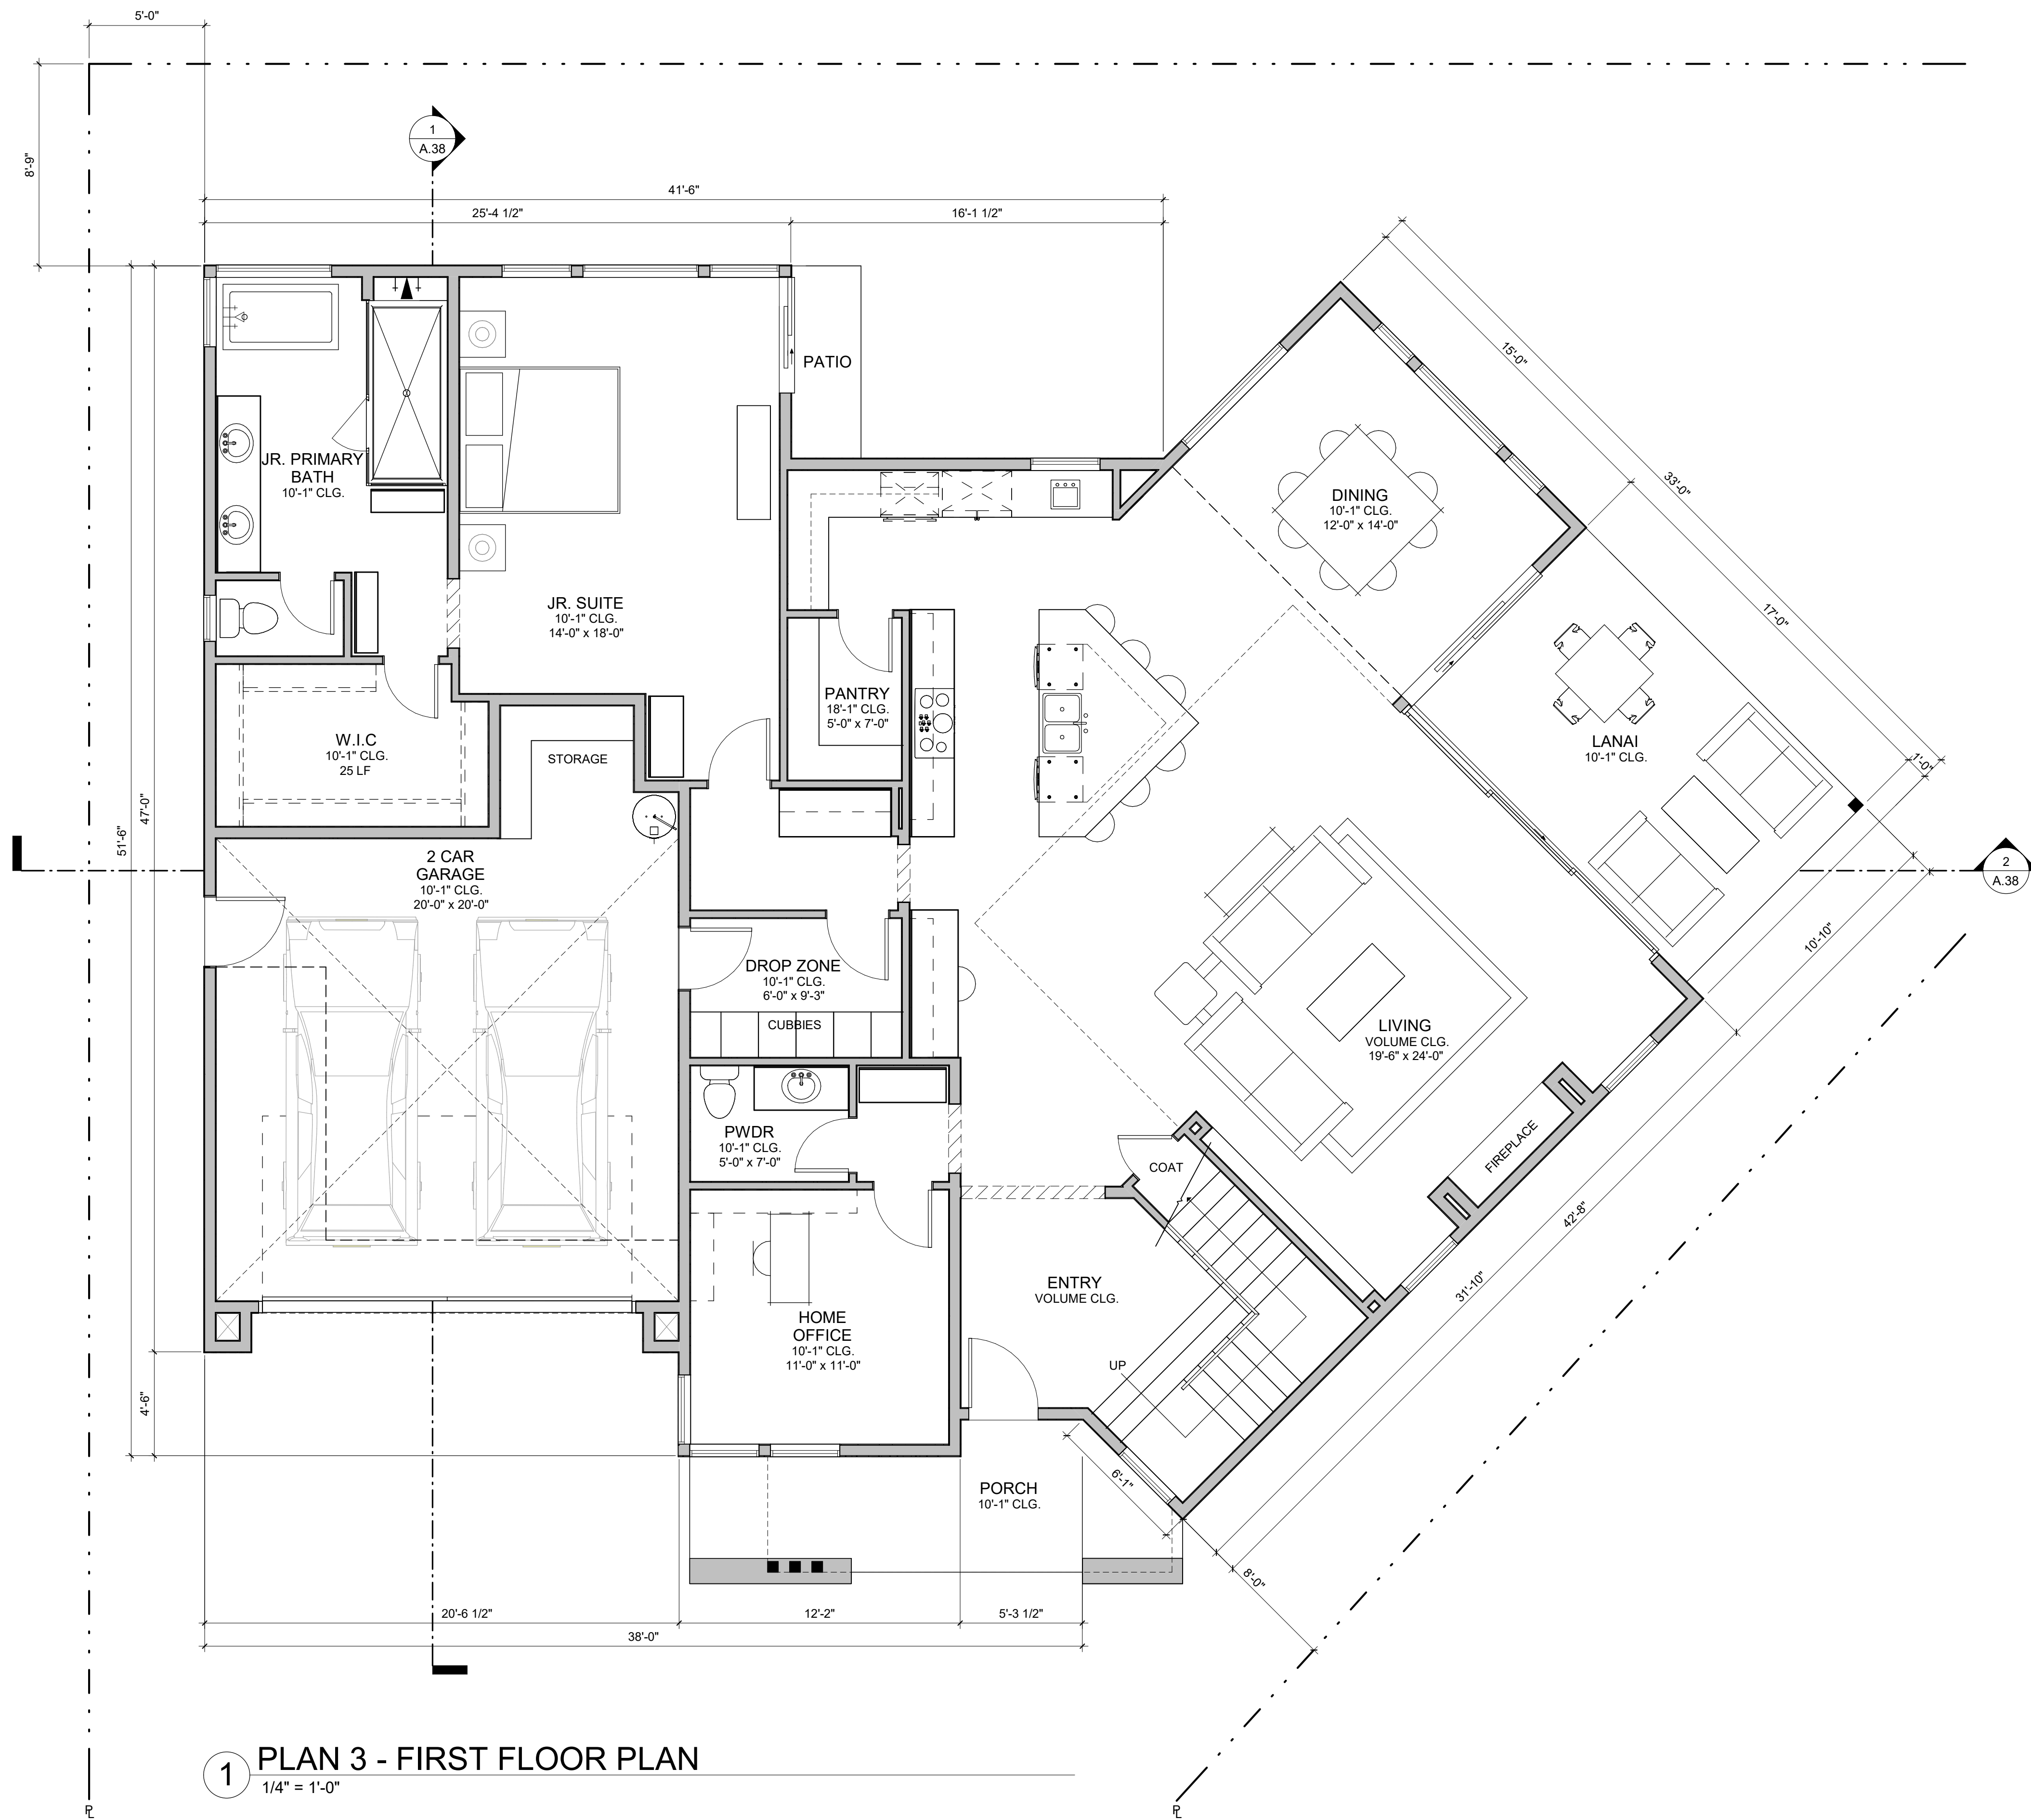 5'-0"
8'-9"
1
A.38
41'-6"
25'-4 1/2"
16'-1 1/2"
15'-0"
33'-0"
17'-0"
1'-0"
PATIO
JR. PRIMARY
BATH
10'-1" CLG.
DINING
10'-1" CLG.
12'-0" x 14'-0"
JR. SUITE
10'-1" CLG.
14'-0" x 18'-0"
PANTRY
18'-1" CLG.
5'-0" x 7'-0"
LANAI
10'-1" CLG.
W.I.C
10'-1" CLG.
25 LF
STORAGE
47'-0"
51'-6"
2 CAR
GARAGE
10'-1" CLG.
20'-0" x 20'-0"
2
A.38
10'-10"
DROP ZONE
10'-1" CLG.
6'-0" x 9'-3"
CUBBIES
LIVING
VOLUME CLG.
19'-6" x 24'-0"
PWDR
10'-1" CLG.
5'-0" x 7'-0"
COAT
FIREPLACE
42'-8"
31'-10"
ENTRY
VOLUME CLG.
HOME
OFFICE
10'-1" CLG.
11'-0" x 11'-0"
UP
4'-6"
6'-1"
PORCH
10'-1" CLG.
8'-0"
20'-6 1/2"
12'-2"
5'-3 1/2"
38'-0"
1
PLAN 3 - FIRST FLOOR PLAN
1/4" = 1'-0"
PL
PL